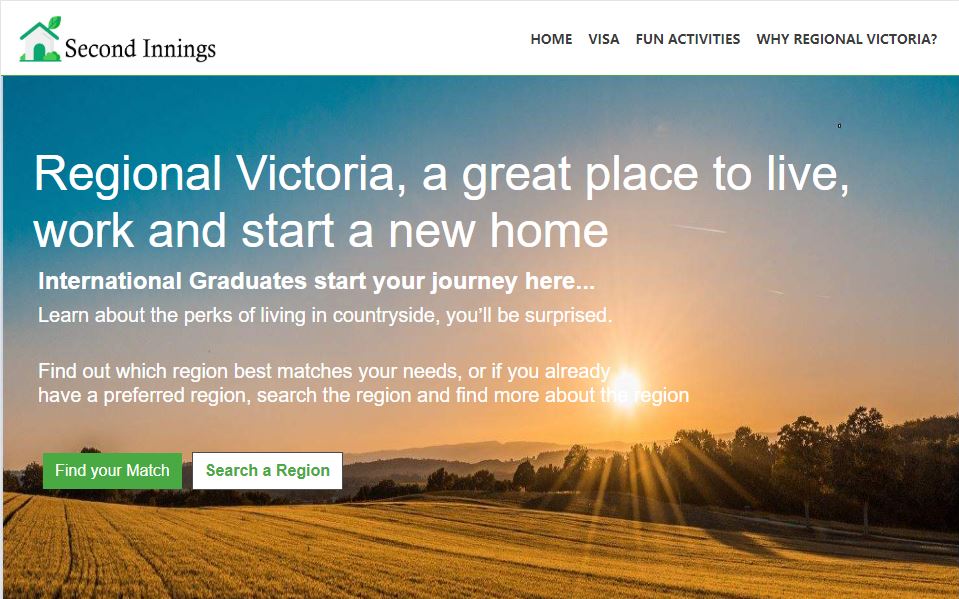 Second Innings
HOME VISA FUN ACTIVITIES WHY REGIONAL VICTORIA?
Regional Victoria, a great place to live,
work and start a new home
International Graduates start your journey here...
Learn about the perks of living in countryside, you’ll be surprised.
Find out which region best matches your needs, or if you already
have a preferred region, search the region and find more about the region
Find your Match Search a Region